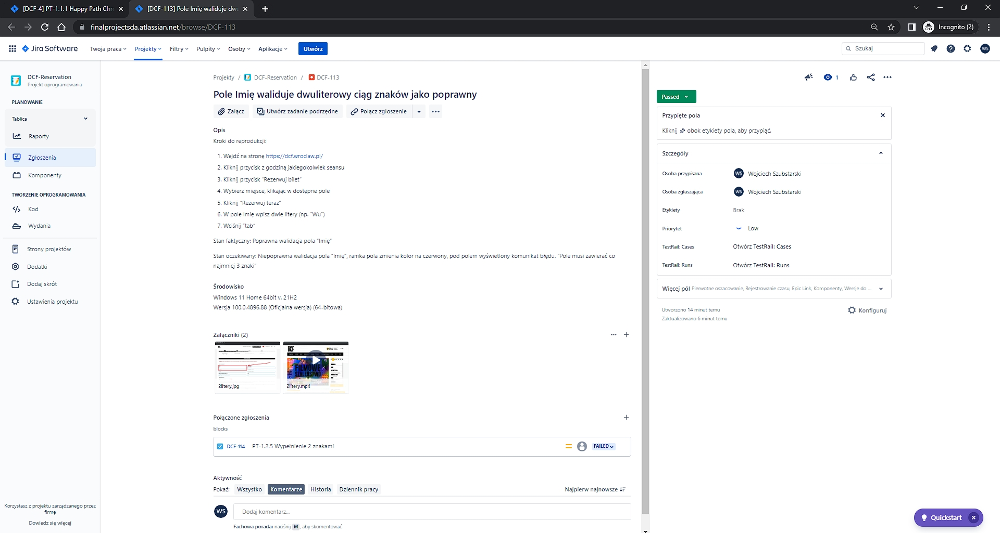 [DCF-4] PT-1.1.1 Happy Path Chr
[DCF-113] Pole Imię waliduje dwu
finalprojectsda.atlassian.net/browse/DCF-113
Incognito (2)
Jira Software
Twoja praca
Projekty
Filtry
Pulpity
Osoby
Aplikacje
Utwórz
Szukaj
WS
DCF-Reservation
Projekt oprogramowania
PLANOWANIE
Tablica
Raporty
Zgłoszenia
Komponenty
TWORZENIE OPROGRAMOWANIA
Kod
Wydania
Strony projektów
Dodatki
Dodaj skrót
Ustawienia projektu
Korzystasz z projektu zarządzanego przez
firmę
Dowiedz się więcej
Projekty / DCF-Reservation / DCF-113
Pole Imię waliduje dwuliterowy ciąg znaków jako poprawny
Załącz
Utwórz zadanie podrzędne
Połącz zgłoszenie
Opis
Kroki do reprodukcji:
1. Wejdź na stronę https://dcf.wroclaw.pl/
2. Kliknij przycisk z godziną jakiegokolwiek seansu
3. Kliknij przycisk "Rezerwuj bilet"
4. Wybierz miejsce, klikając w dostępne pole
5. Kliknij "Rezerwuj teraz"
6. W pole Imię wpisz dwie litery (np. "Wu")
7. Wciśnij "tab"
Stan faktyczny: Poprawna walidacja pola "Imię"
Stan oczekiwany: Niepoprawna walidacja pola "Imię", ramka pola zmienia kolor na czerwony, pod polem wyświetlony komunikat błędu. "Pole musi zawierać co
najmniej 3 znaki"
Środowisko
Windows 11 Home 64bit v. 21H2
Wersja 100.0.4896.88 (Oficjalna wersja) (64-bitowa)
Załączniki (2)
2litery.jpg
DCF
FILMOWE
SZALEŃSTWO
2litery.mp4
Połączone zgłoszenia
blocks
DCF-114 PT-1.2.5 Wypełnienie 2 znakami
FAILED
Aktywność
Pokaż: Wszystko Komentarze Historia Dziennik pracy
Najpierw najnowsze
WS
Dodaj komentarz...
Fachowa porada: naciśnij M, aby skomentować
1
Passed
Przypięte pola
Kliknij obok etykiety pola, aby przypiąć.
Szczegóły
Osoba przypisana
WS Wojciech Szubstarski
Osoba zgłaszająca
WS Wojciech Szubstarski
Etykiety
Brak
Priorytet
Low
TestRail: Cases
Otwórz TestRail: Cases
TestRail: Runs
Otwórz TestRail: Runs
Więcej pól Pierwotne oszacowanie, Rejestrowanie czasu, Epic Link, Komponenty, Wersje do ...
Utworzono 14 minut temu
Zaktualizowano 6 minut temu
Konfiguruj
Quickstart